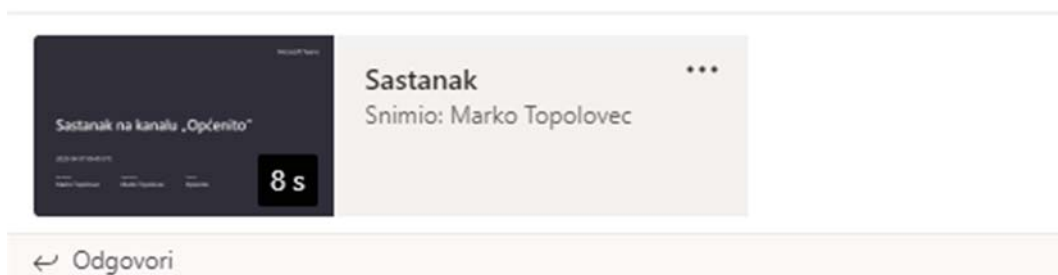 Microsoft Teams
Sastanak na kanalu „Općenito”
8 s
Sastanak
Snimio: Marko Topolovec
Odgovori